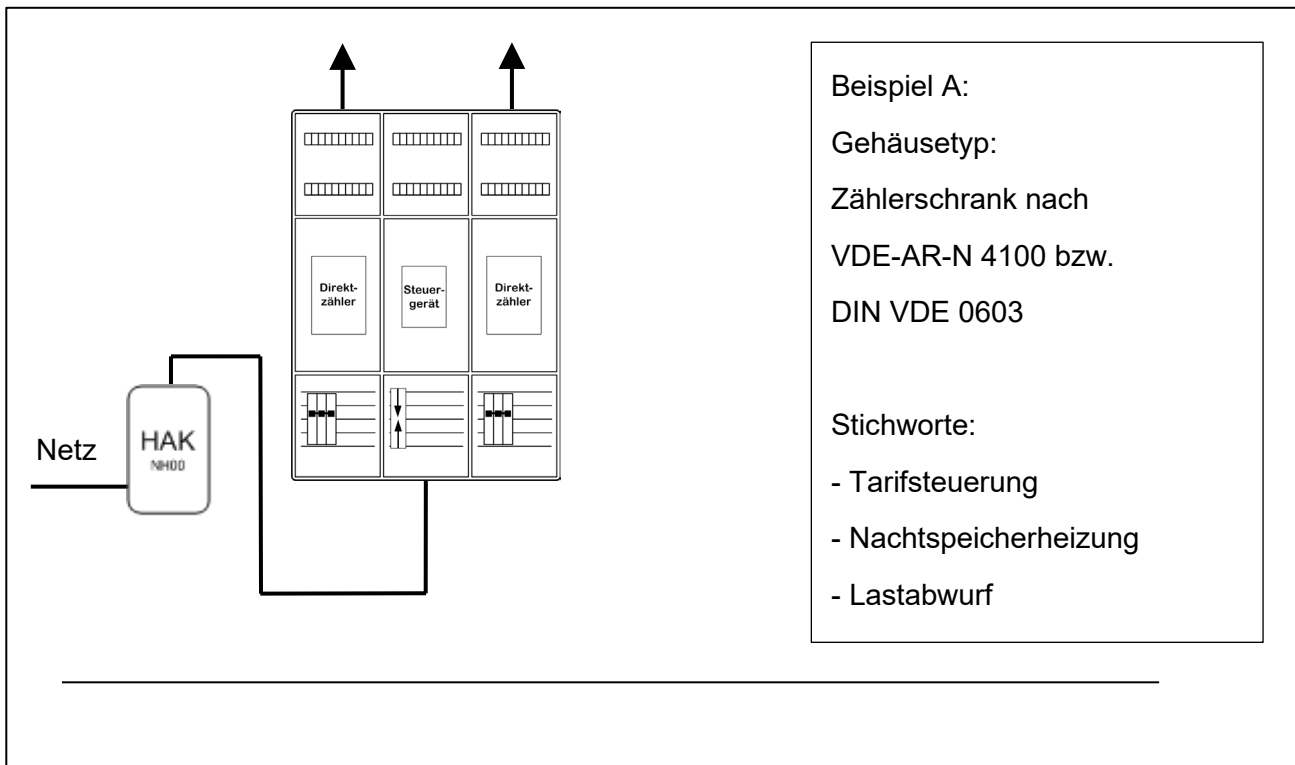 Direkt-
zähler
Steuer-
gerät
Direkt-
zähler
Netz
HAK
NH00
Beispiel A:
Gehäusetyp:
Zählerschrank nach
VDE-AR-N 4100 bzw.
DIN VDE 0603
Stichworte:
- Tarifsteuerung
- Nachtspeicherheizung
- Lastabwurf